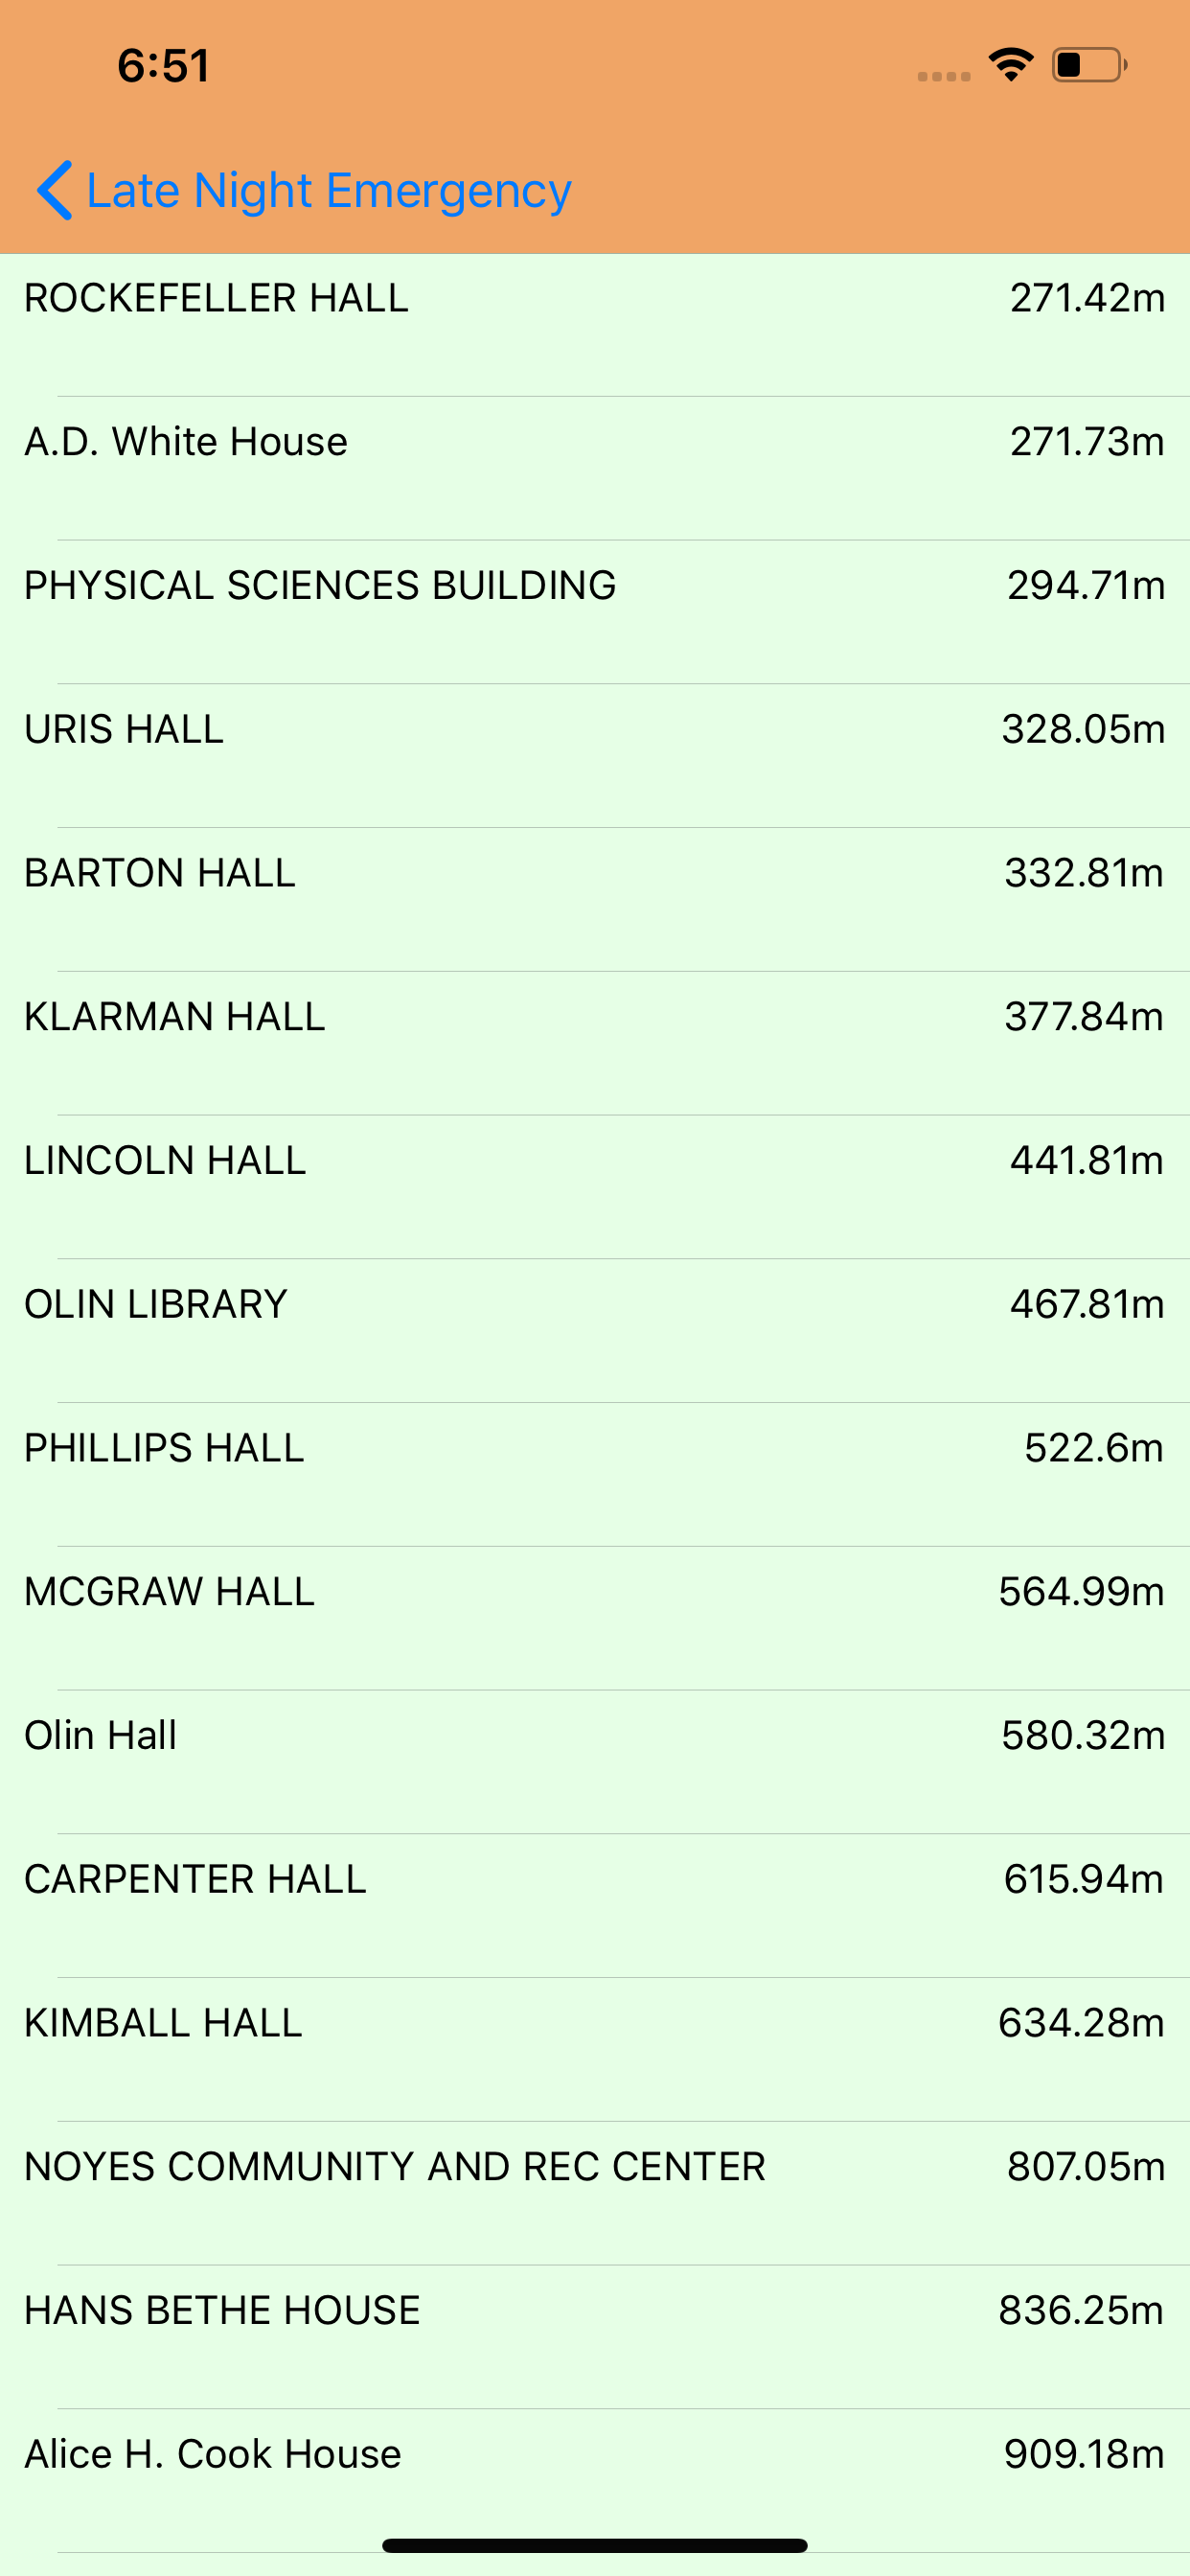 6:51
Late Night Emergency
ROCKEFELLER HALL 271.42m
A.D. White House 271.73m
PHYSICAL SCIENCES BUILDING 294.71m
URIS HALL 328.05m
BARTON HALL 332.81m
KLARMAN HALL 377.84m
LINCOLN HALL 441.81m
OLIN LIBRARY 467.81m
PHILLIPS HALL 522.6m
MCGRAW HALL 564.99m
Olin Hall 580.32m
CARPENTER HALL 615.94m
KIMBALL HALL 634.28m
NOYES COMMUNITY AND REC CENTER 807.05m
HANS BETHE HOUSE 836.25m
Alice H. Cook House 909.18m